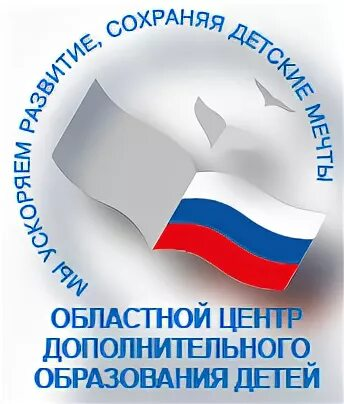 МЫ УСКОРЯЕМ РАЗВИТИЕ, СОХРАНЯЯ ДЕТСКИЕ МЕЧТЫ
ОБЛАСТНОЙ ЦЕНТР
ДОПОЛНИТЕЛЬНОГО
ОБРАЗОВАНИЯ ДЕТЕЙ